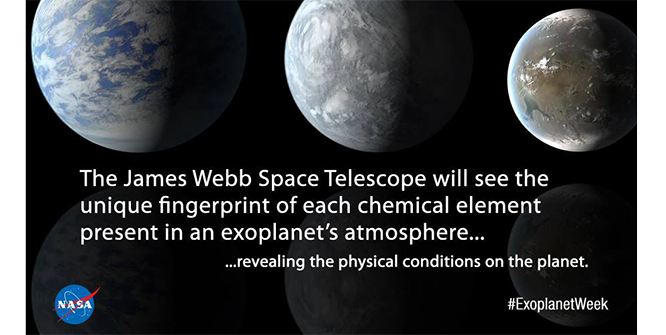 The James Webb Space Telescope will see the
unique fingerprint of each chemical element
present in an exoplanet’s atmosphere...
...revealing the physical conditions on the planet.
NASA
#ExoplanetWeek